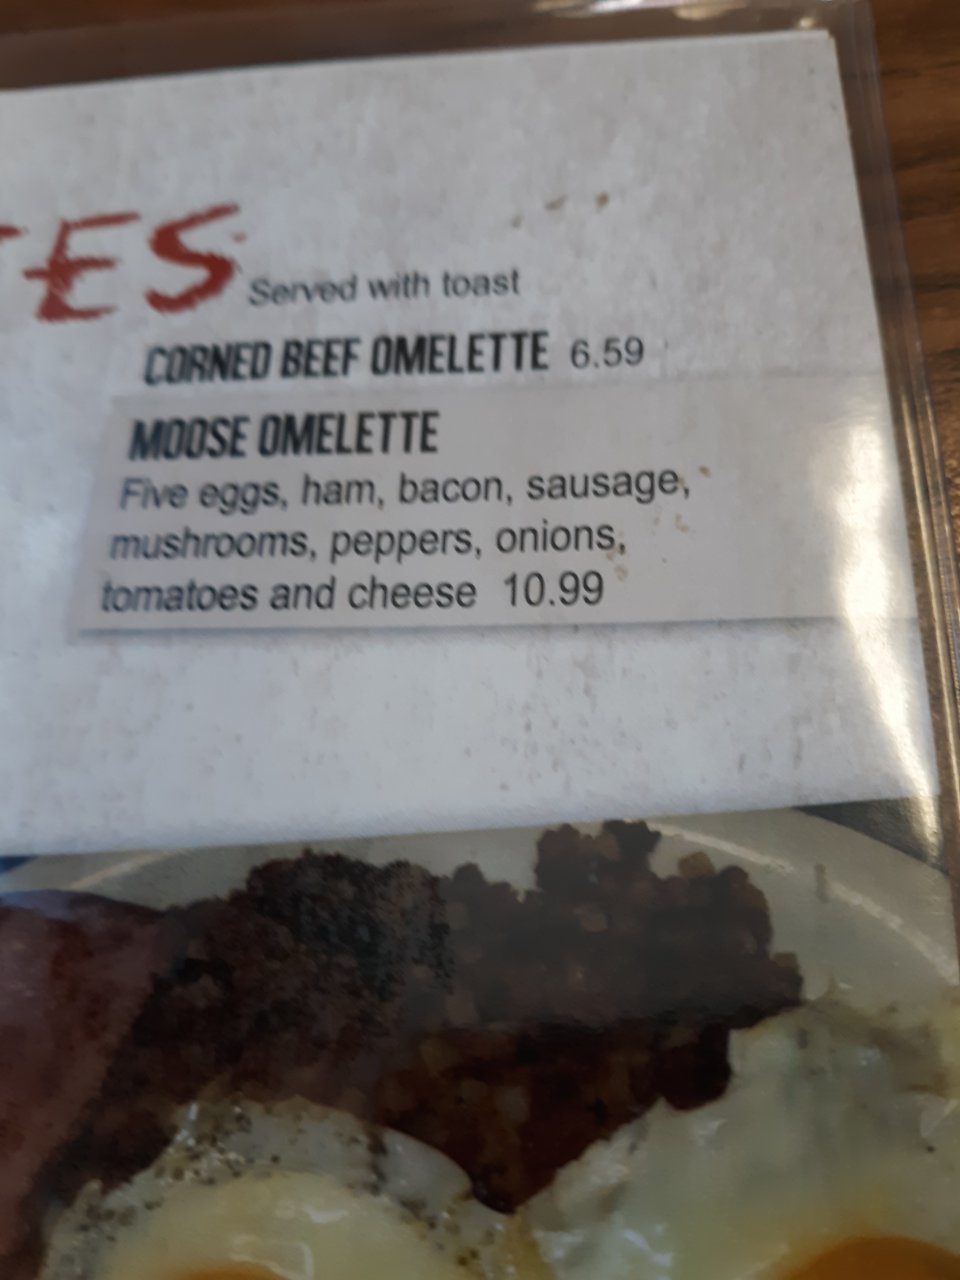 TES Served with toast
CORNED BEEF OMELETTE 6.59
MOOSE OMELETTE
Five eggs, ham, bacon, sausage,
mushrooms, peppers, onions,
tomatoes and cheese 10.99